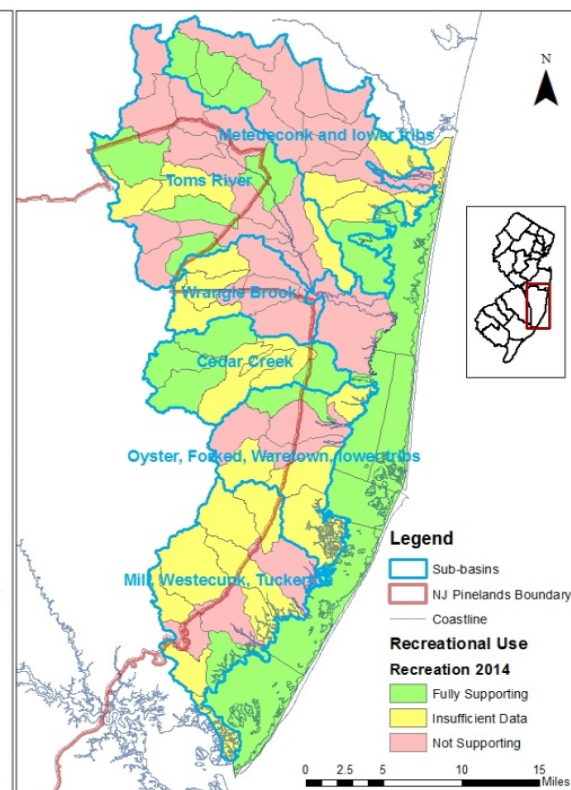 N
Metedeconk and lower tribs
Toms River
Wrangle Brook
Cedar Creek
Oyster, Forked, Waretown, lower tribs
Mill, Westecunk, Tuckerton
Legend
Sub-basins
NJ Pinelands Boundary
Coastline
Recreational Use
Recreation 2014
Fully Supporting
Insufficient Data
Not Supporting
0 2.5 5 10 15
Miles